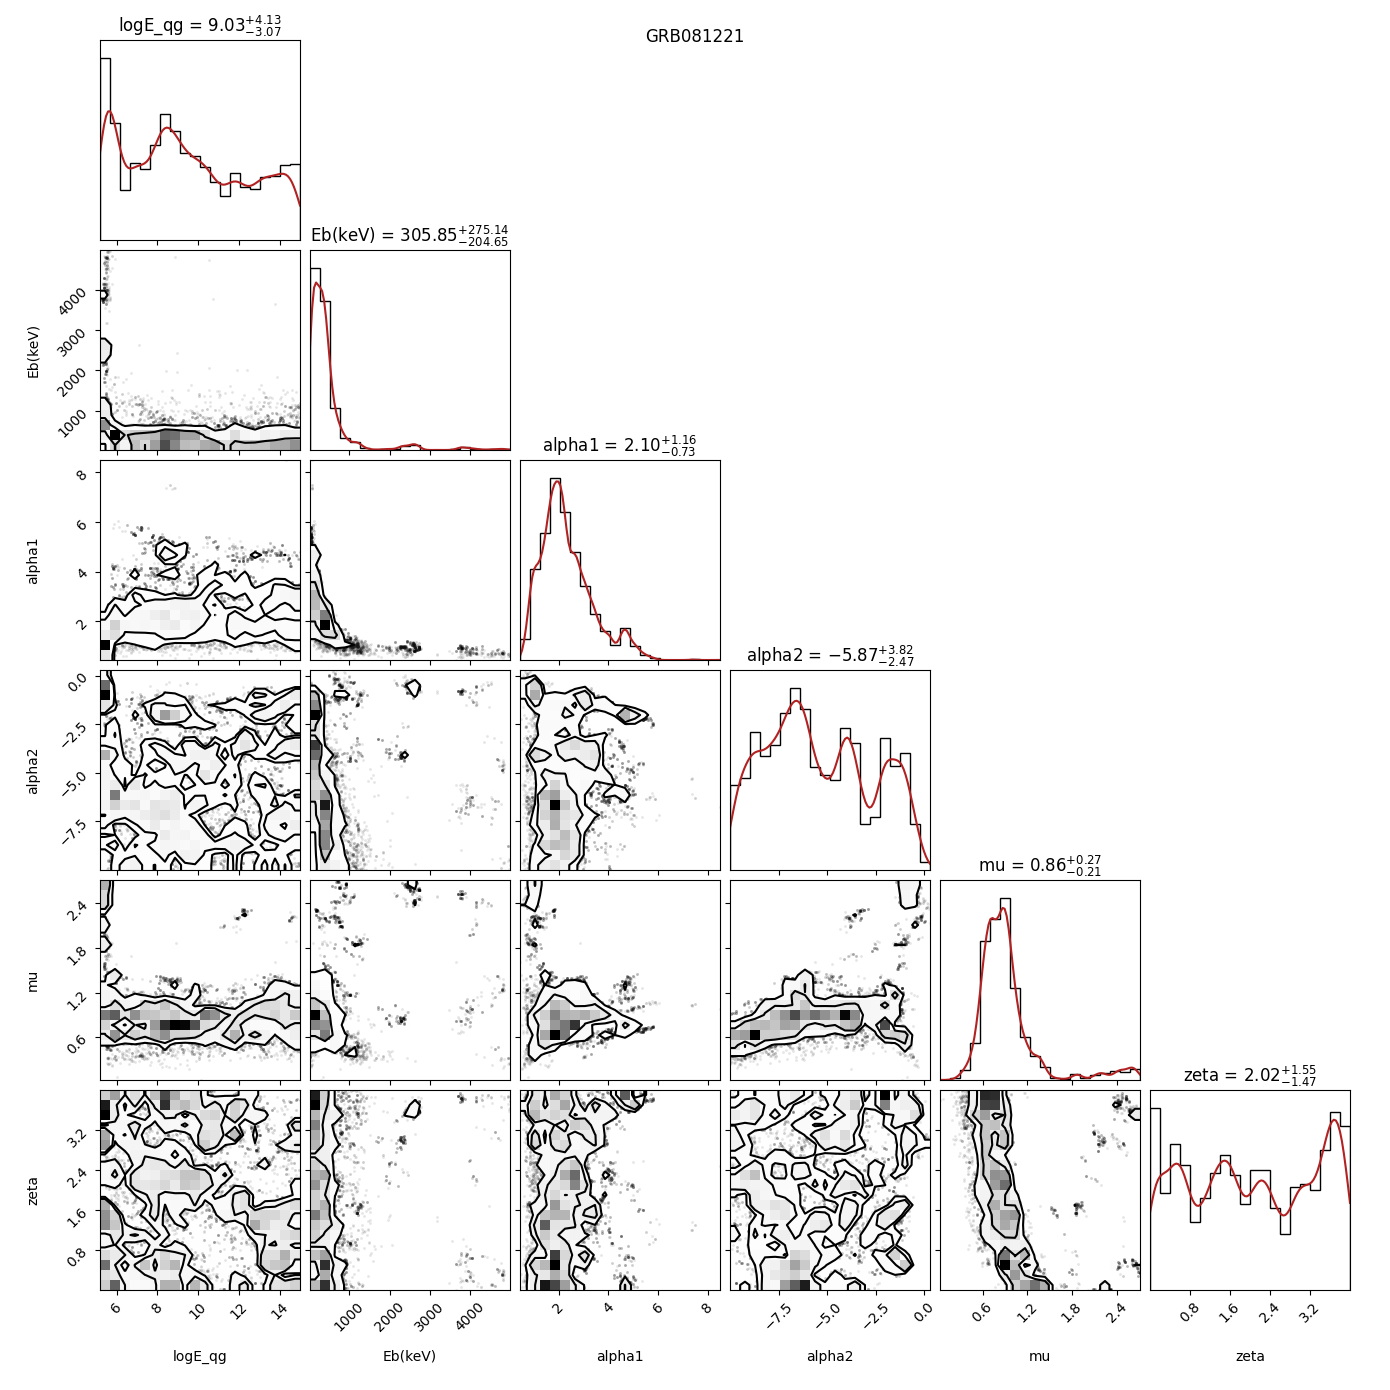 GRB081221
logE_qg = 9.03+4.13 −3.07
Eb(keV) = 305.85+275.14 −204.65
4000
3000
2000
1000
Eb(keV)
alpha1 = 2.10+1.16 −0.73
8
6
4
2
alpha1
alpha2 = −5.87+3.82 −2.47
0.0
−2.5
−5.0
−7.5
alpha2
mu = 0.86+0.27 −0.21
2.4
1.8
1.2
0.6
mu
zeta = 2.02+1.55 −1.47
3.2
2.4
1.6
0.8
zeta
6 8 10 12 14 1000 2000 3000 4000 2 4 6 8 −7.5 −5.0 −2.5 0.0 0.6 1.2 1.8 2.4 0.8 1.6 2.4 3.2
logE_qg Eb(keV) alpha1 alpha2 mu zeta